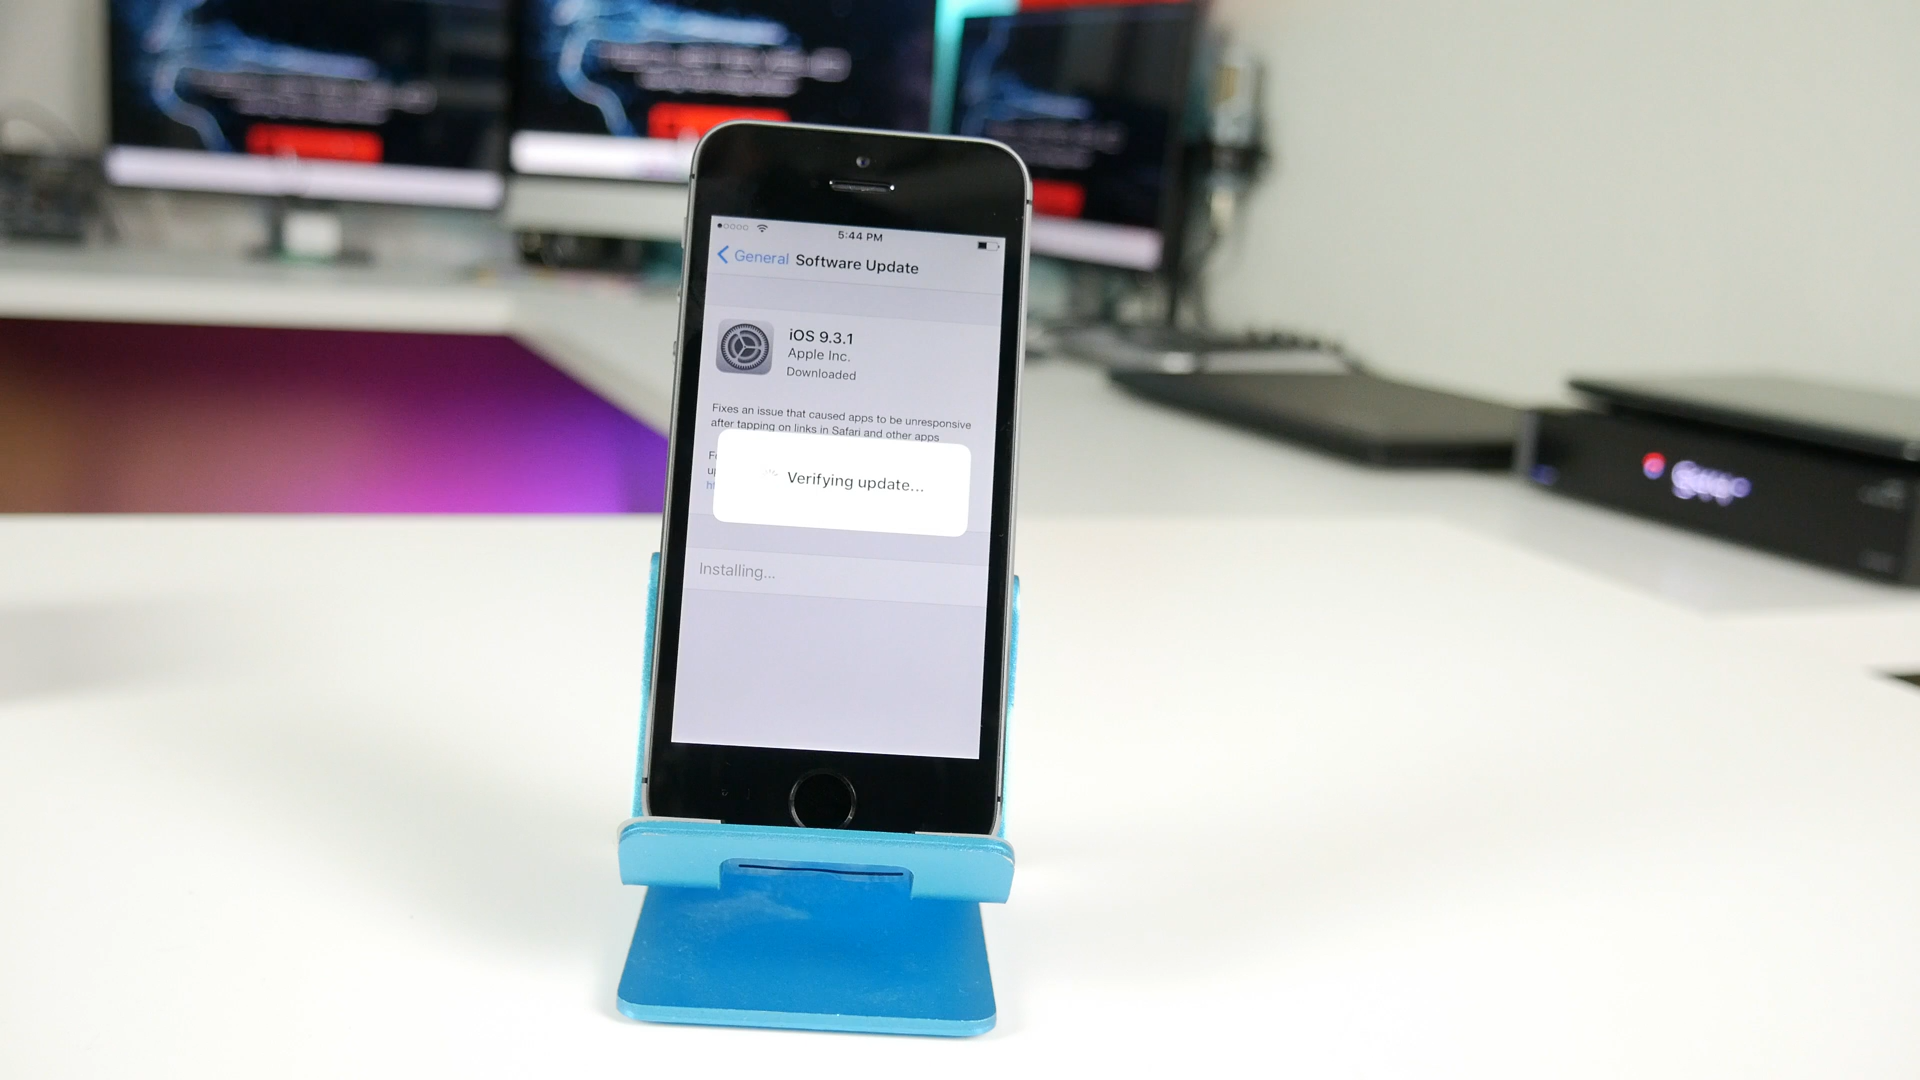 5:44 PM
General Software Update
iOS 9.3.1
Apple Inc.
Downloaded
Fixes an issue that caused apps to be unresponsive
after tapping on links in Safari and other apps
Verifying update...
Installing...